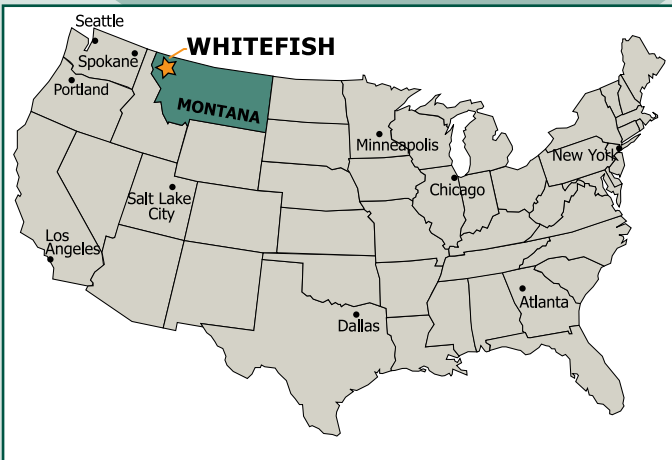 Seattle
WHITEFISH
Spokane
Portland
MONTANA
Minneapolis
New York
Chicago
Salt Lake
City
Los
Angeles
Atlanta
Dallas